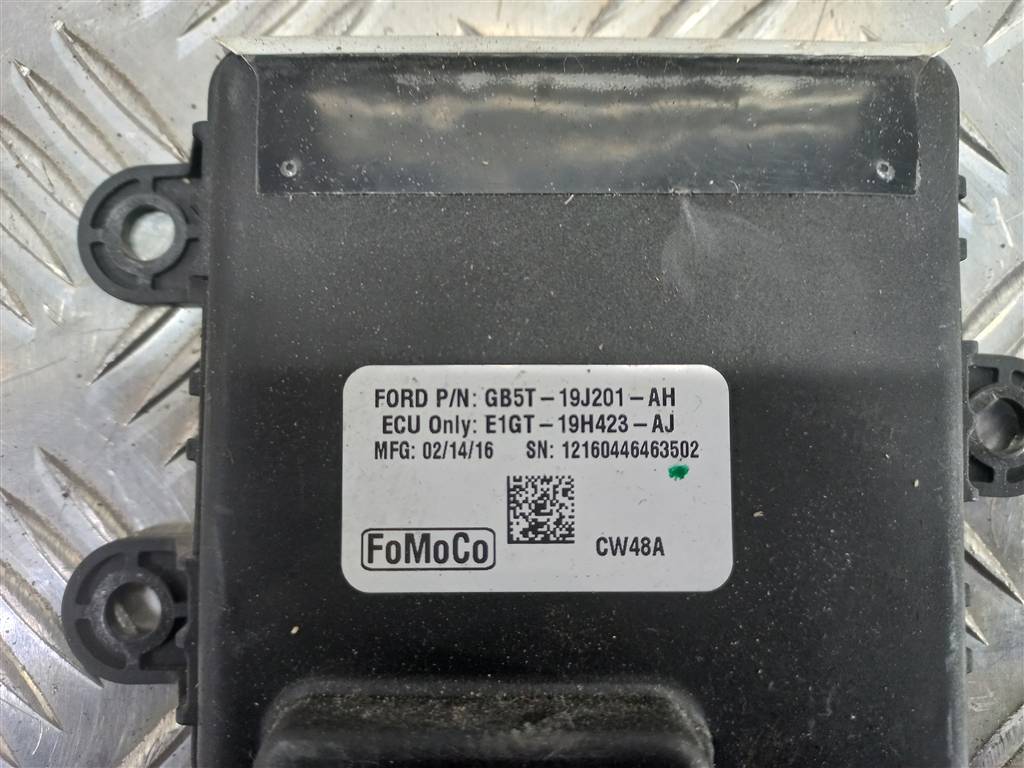 FORD P/N: GB5T-19J201-AH
ECU Only: E1GT-19H423-AJ
MFG: 02/14/16 SN: 12160446463502
FoMoCo
CW48A